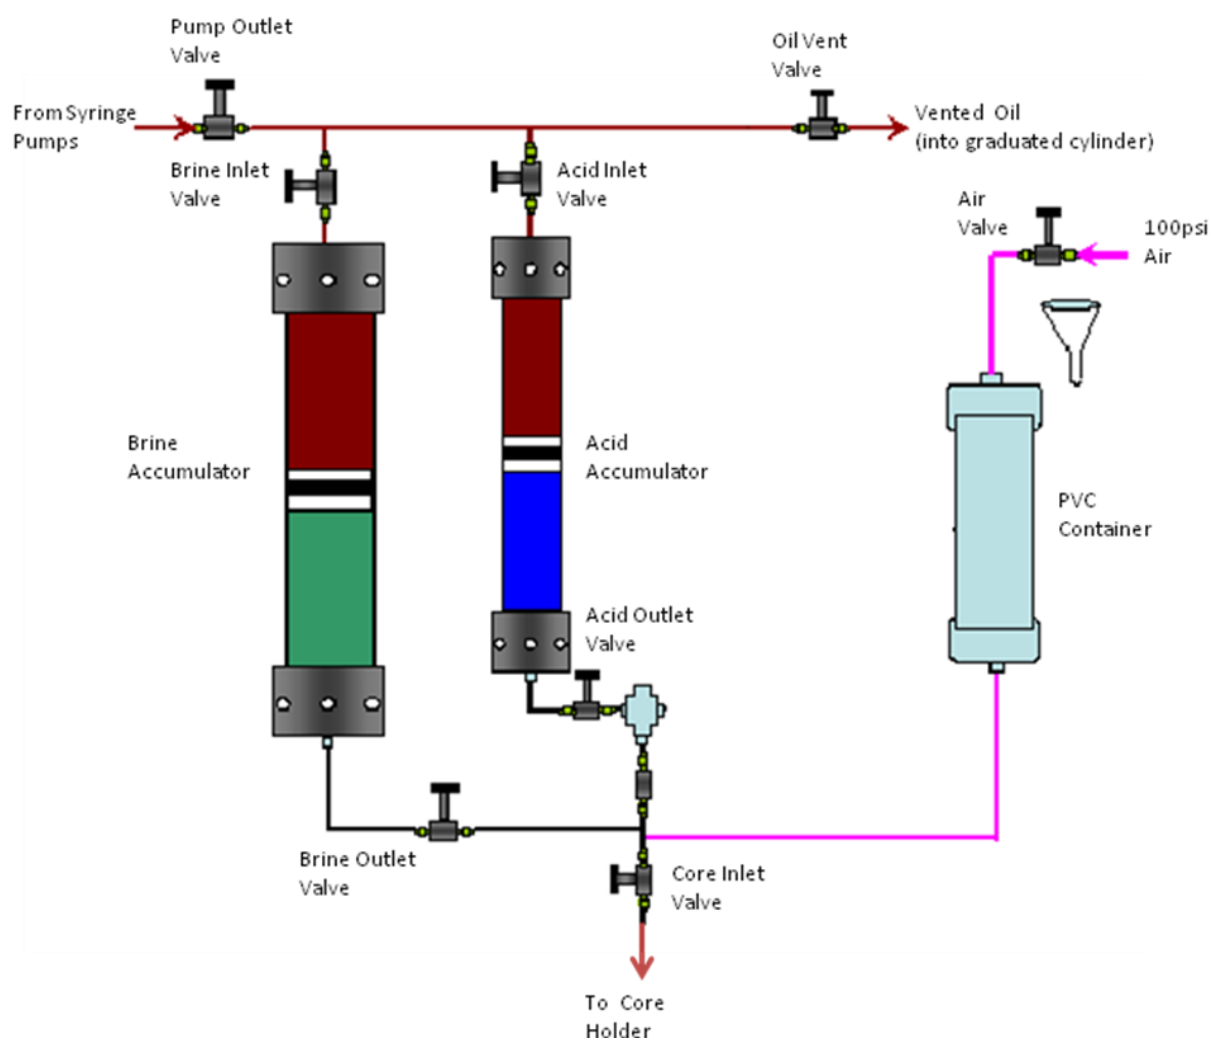 Pump Outlet
Valve
Oil Vent
Valve
From Syringe
Pumps
Vented Oil
(into graduated cylinder)
Brine Inlet
Valve
Acid Inlet
Valve
Air
Valve
100psi
Air
Brine
Accumulator
Acid
Accumulator
PVC
Container
Acid Outlet
Valve
Brine Outlet
Valve
Core Inlet
Valve
To Core
Holder